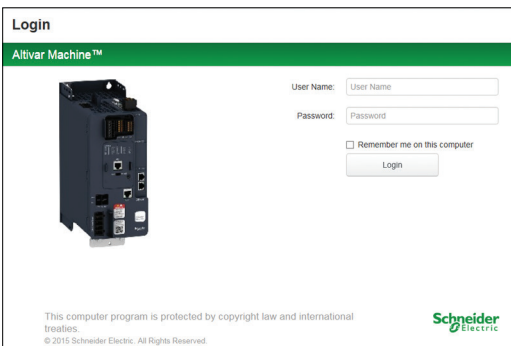 Login
Altivar Machine™
User Name:
User Name
Password:
Password
Remember me on this computer
Login
This computer program is protected by copyright law and international
treaties.
© 2015 Schneider Electric. All Rights Reserved.
Schneider
Electric